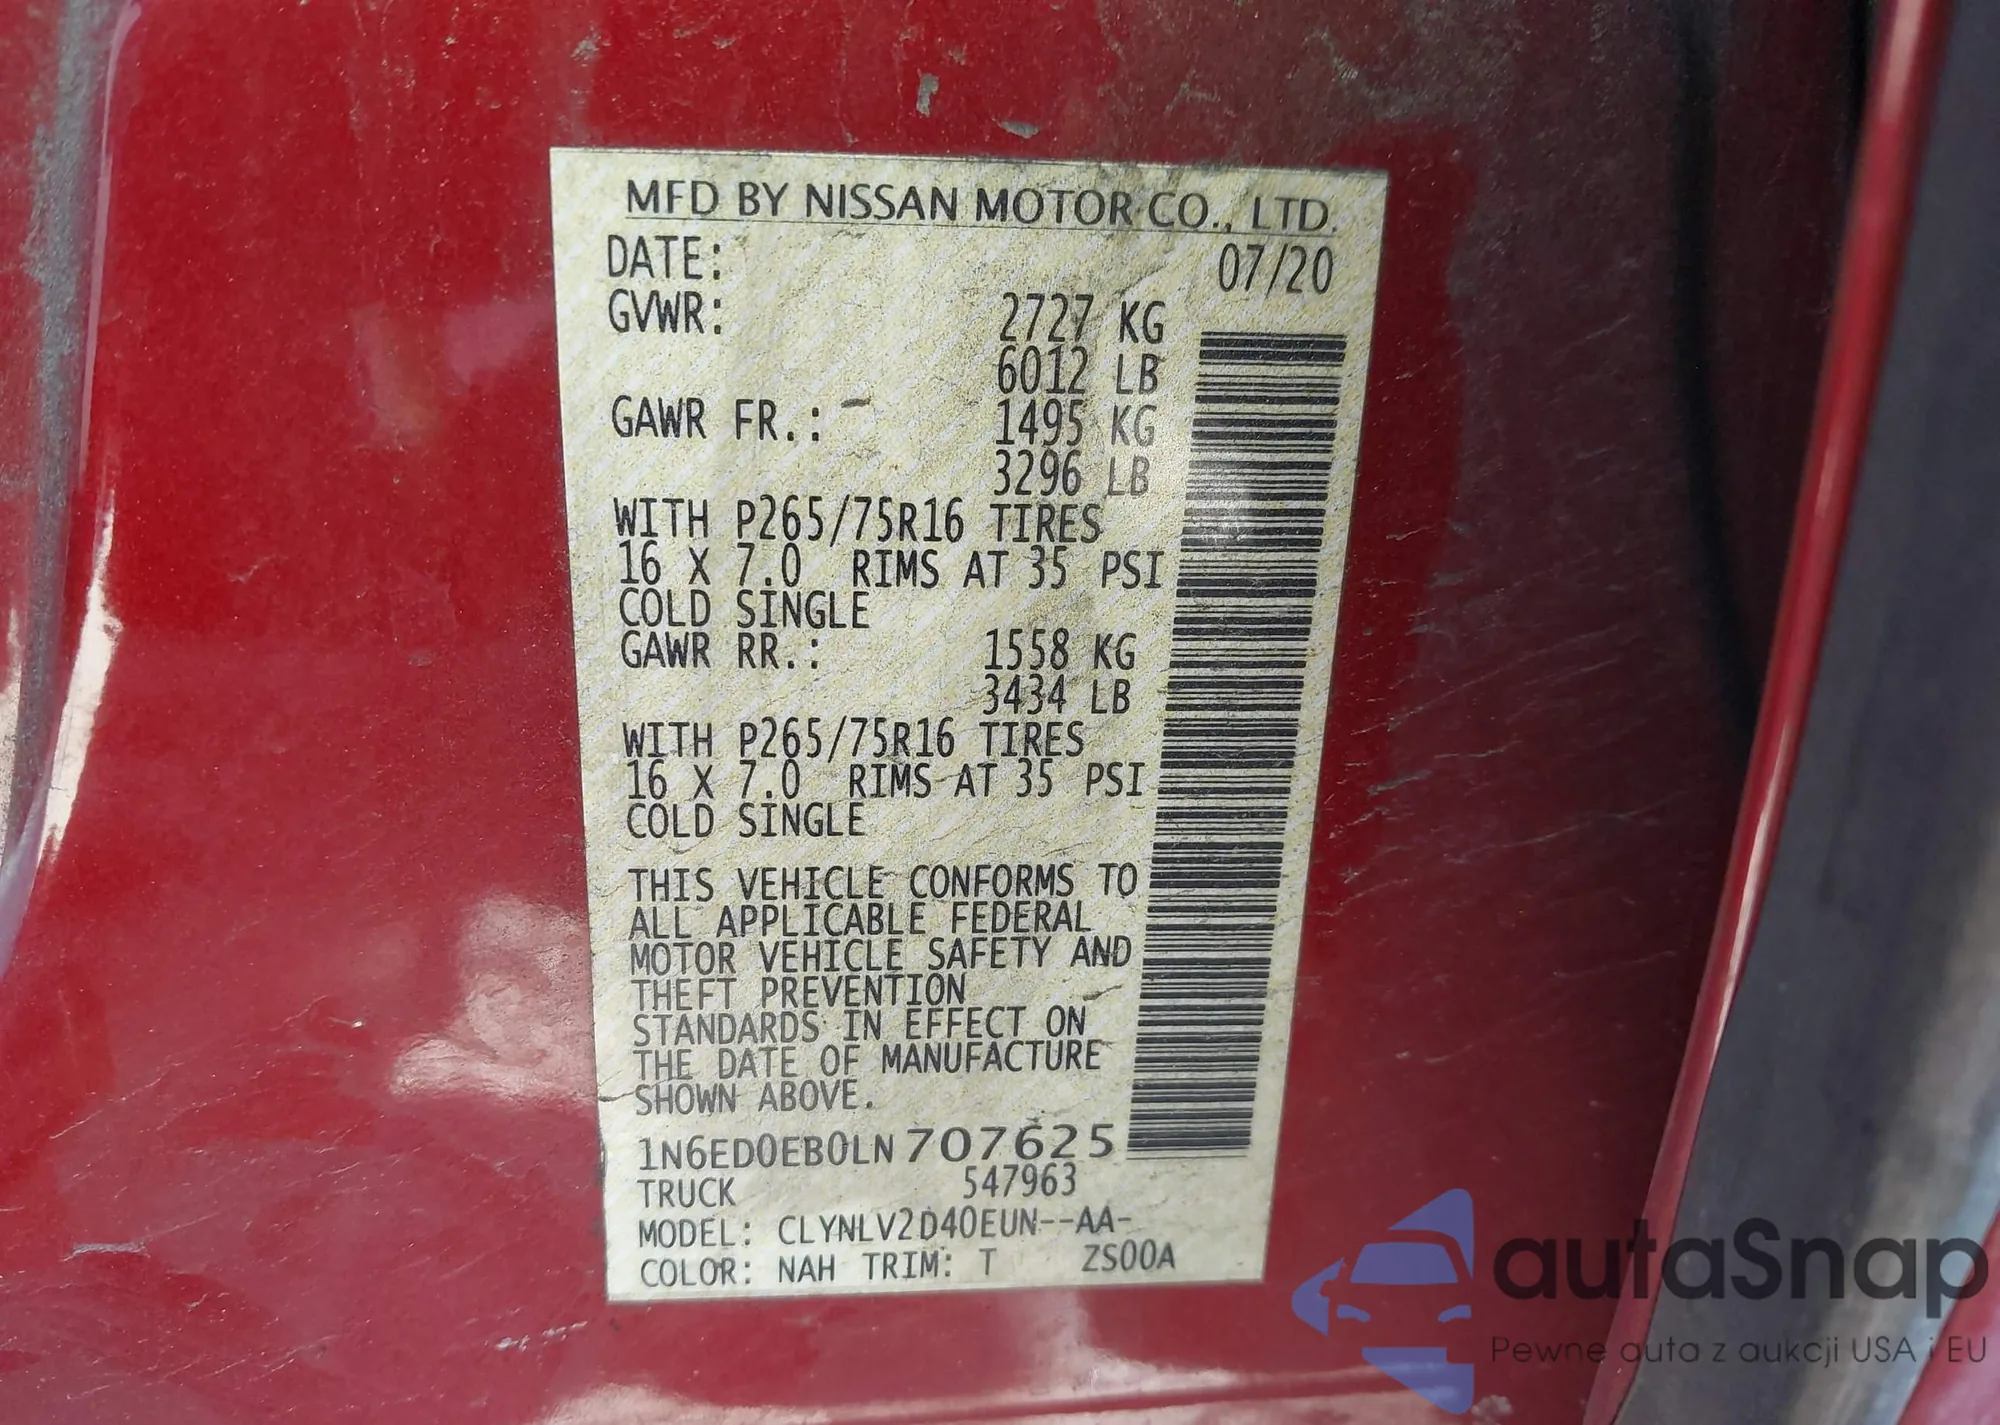 MFD BY NISSAN MOTOR CO., LTD.
DATE: 07/20
GVWR: 2727 KG
6012 LB
GAWR FR.: 1495 KG
3296 LB
WITH P265/75R16 TIRES
16 X 7.0 RIMS AT 35 PSI
COLD SINGLE
GAWR RR.: 1558 KG
3434 LB
WITH P265/75R16 TIRES
16 X 7.0 RIMS AT 35 PSI
COLD SINGLE
THIS VEHICLE CONFORMS TO
ALL APPLICABLE FEDERAL
MOTOR VEHICLE SAFETY AND
THEFT PREVENTION
STANDARDS IN EFFECT ON
THE DATE OF MANUFACTURE
SHOWN ABOVE.
1N6ED0EB0LN707625
TRUCK 547963
MODEL: CLYNLV2D40EUN--AA-
COLOR: NAH TRIM: T ZS00A
autaSnap
Pewne auta z aukcji USA i EU